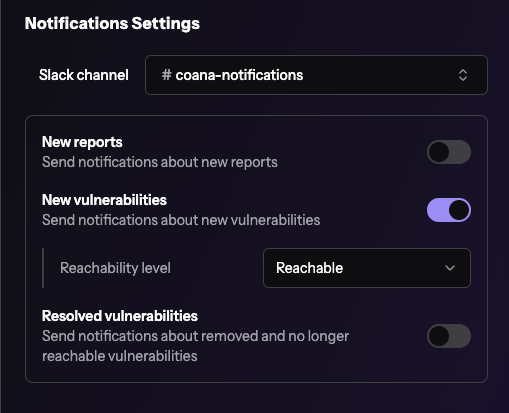 Notifications Settings
Slack channel
# coana-notifications
New reports
Send notifications about new reports
New vulnerabilities
Send notifications about new vulnerabilities
Reachability level
Reachable
Resolved vulnerabilities
Send notifications about removed and no longer
reachable vulnerabilities